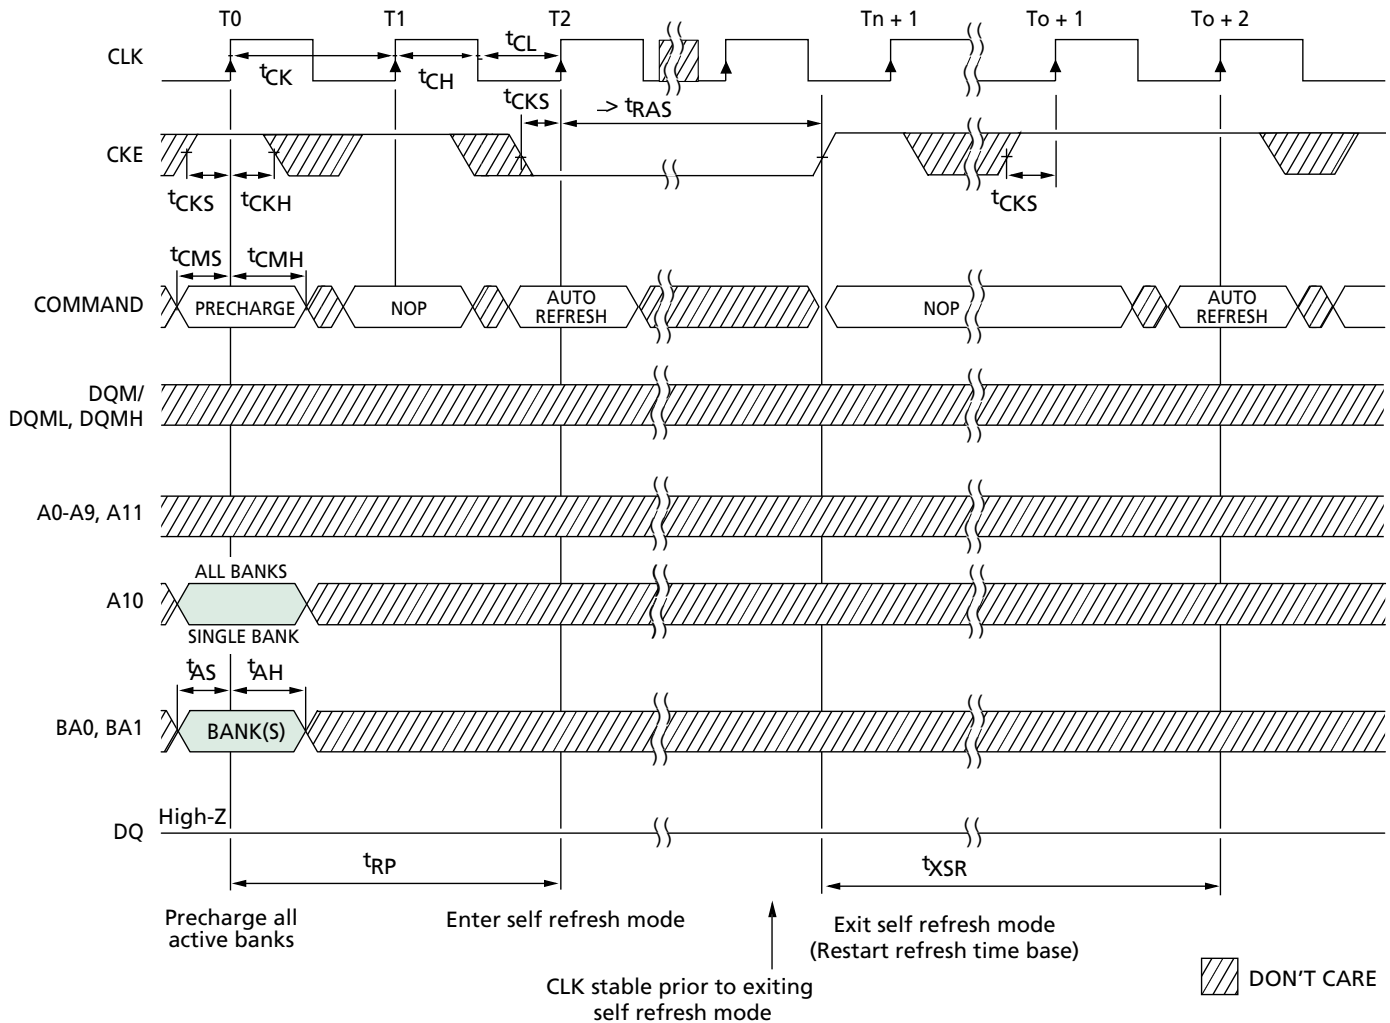 T0 T1 T2 Tn + 1 To + 1 To + 2
CLK
tCK tCH tCL
tCKS -> tRAS
CKE
tCKS tCKH tCKS
tCMS tCMH
COMMAND PRECHARGE NOP AUTO REFRESH NOP AUTO REFRESH
DQM/
DQML, DQMH
A0-A9, A11
ALL BANKS
A10
SINGLE BANK
tAS tAH
BA0, BA1 BANK(S)
High-Z
DQ
tRP tXSR
Precharge all
active banks
Enter self refresh mode
Exit self refresh mode
(Restart refresh time base)
CLK stable prior to exiting
self refresh mode
DON'T CARE